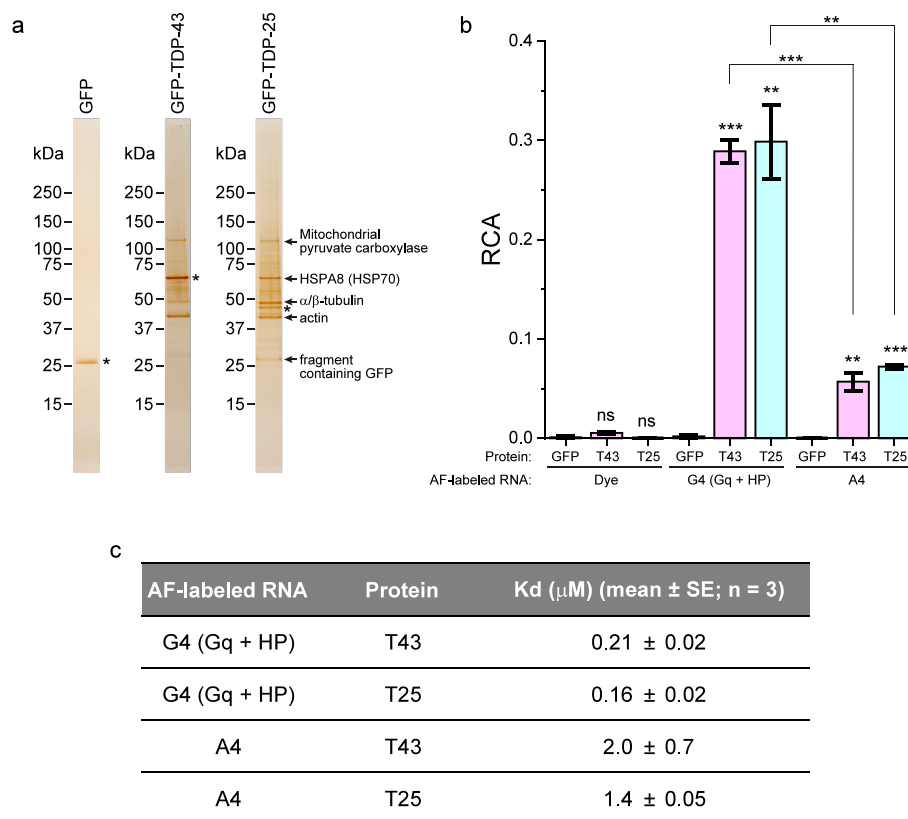 a
GFP
GFP-TDP-43
GFP-TDP-25
kDa
250
150
100
75
50
37
25
15
*
kDa
250
150
100
75
50
37
25
15
*
kDa
250
150
100
75
50
37
25
15
Mitochondrial
pyruvate carboxylase
HSPA8 (HSP70)
α/β-tubulin
*
actin
fragment
containing GFP
b
RCA
0.4
0.3
0.2
0.1
0.0
**
***
ns
ns
***
**
**
***
Protein: GFP T43 T25 GFP T43 T25 GFP T43 T25
AF-labeled RNA: Dye G4 (Gq + HP) A4
c
AF-labeled RNA Protein Kd (μM) (mean ± SE; n = 3)
G4 (Gq + HP) T43 0.21 ± 0.02
G4 (Gq + HP) T25 0.16 ± 0.02
A4 T43 2.0 ± 0.7
A4 T25 1.4 ± 0.05